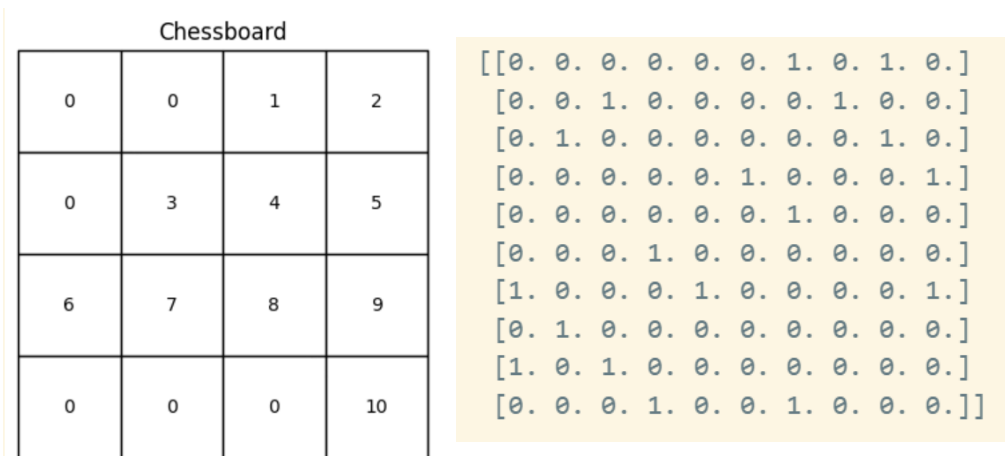 Chessboard
0 0 1 2
0 3 4 5
6 7 8 9
0 0 0 10
[[0. 0. 0. 0. 0. 0. 1. 0. 1. 0.]
[0. 0. 1. 0. 0. 0. 0. 1. 0. 0.]
[0. 1. 0. 0. 0. 0. 0. 0. 1. 0.]
[0. 0. 0. 0. 0. 1. 0. 0. 0. 1.]
[0. 0. 0. 0. 0. 0. 1. 0. 0. 0.]
[0. 0. 0. 1. 0. 0. 0. 0. 0. 0.]
[1. 0. 0. 0. 1. 0. 0. 0. 0. 1.]
[0. 1. 0. 0. 0. 0. 0. 0. 0. 0.]
[1. 0. 1. 0. 0. 0. 0. 0. 0. 0.]
[0. 0. 0. 1. 0. 0. 1. 0. 0. 0.]]